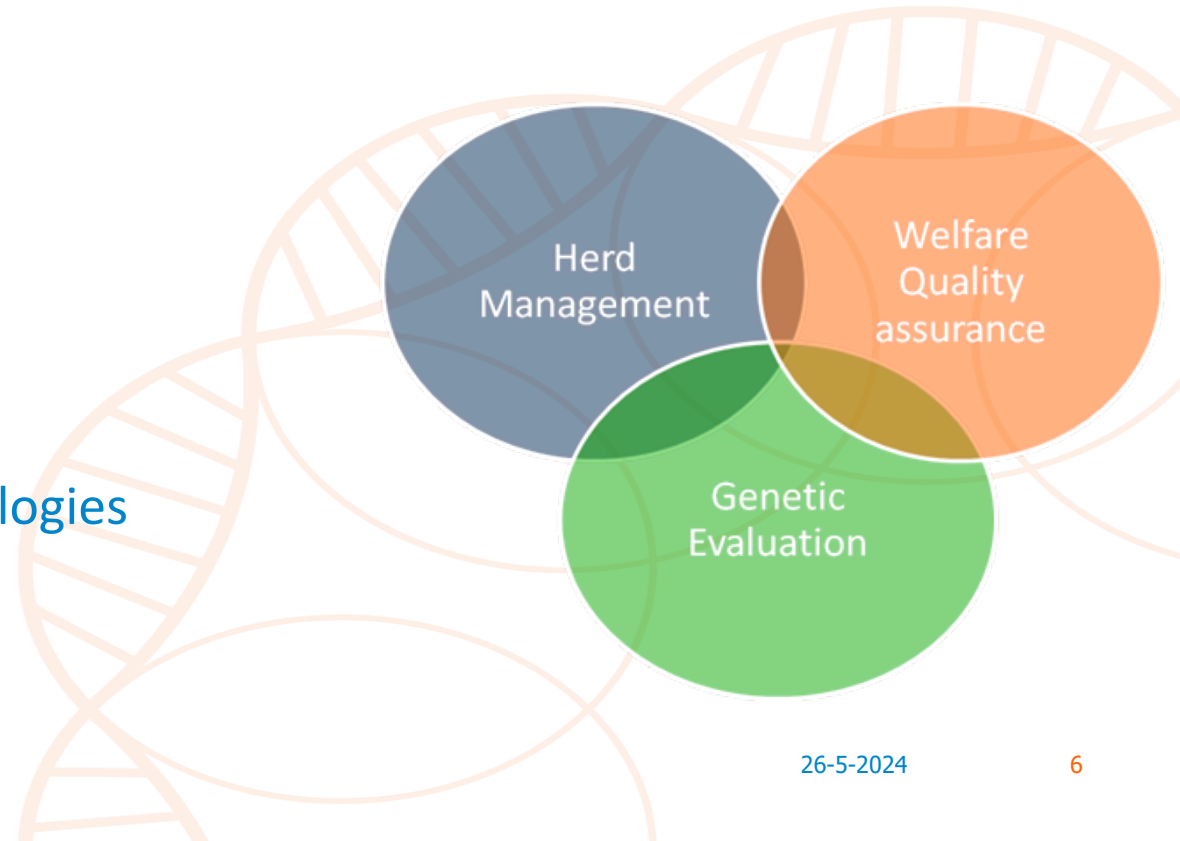 Herd
Management
Welfare
Quality
assurance
logies
Genetic
Evaluation
26-5-2024 6